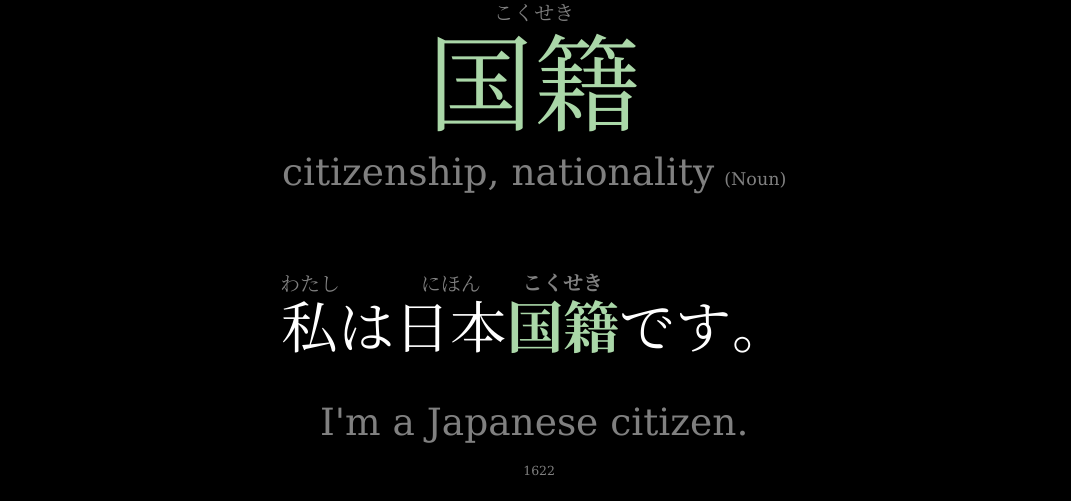 こくせき
国籍
citizenship, nationality (Noun)
わたし にほん こくせき
私は日本国籍です。
I'm a Japanese citizen.
1622